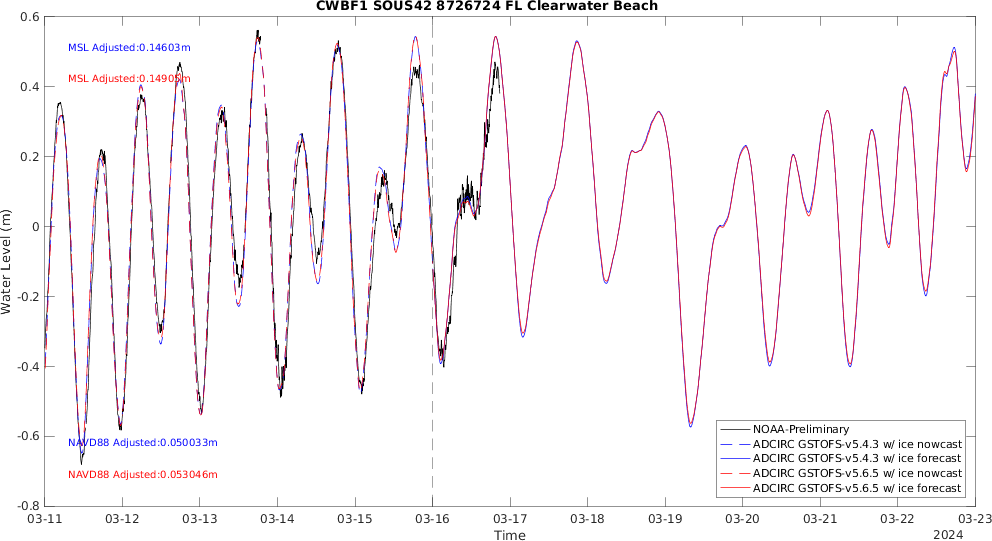 CWBF1 SOUS42 8726724 FL Clearwater Beach
0.6
0.4
0.2
0
-0.2
-0.4
-0.6
-0.8
Water Level (m)
MSL Adjusted:0.14603m
MSL Adjusted:0.14905m
NAVD88 Adjusted:0.050033m
NAVD88 Adjusted:0.053046m
NOAA-Preliminary
ADCIRC GSTOFS-v5.4.3 w/ ice nowcast
ADCIRC GSTOFS-v5.4.3 w/ ice forecast
ADCIRC GSTOFS-v5.6.5 w/ ice nowcast
ADCIRC GSTOFS-v5.6.5 w/ ice forecast
03-11 03-12 03-13 03-14 03-15 03-16 03-17 03-18 03-19 03-20 03-21 03-22 03-23
Time
2024